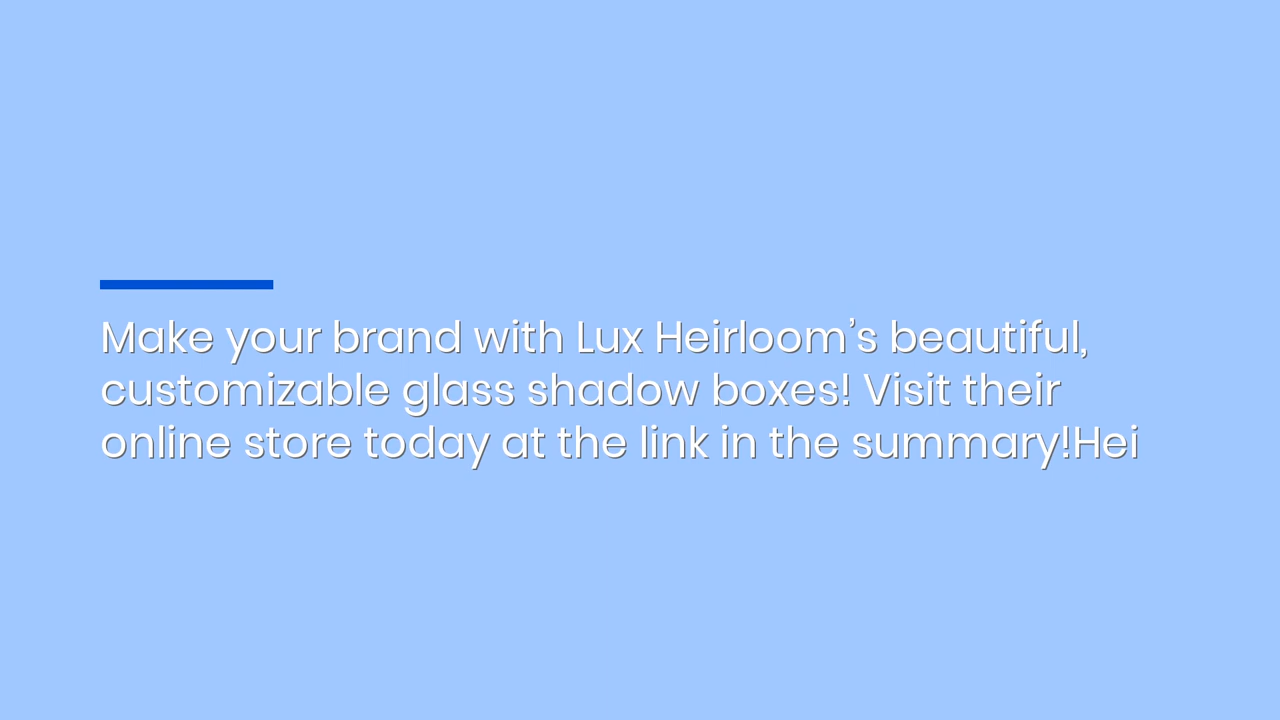 Make your brand with Lux Heirloom’s beautiful,
customizable glass shadow boxes! Visit their
online store today at the link in the summary!Hei